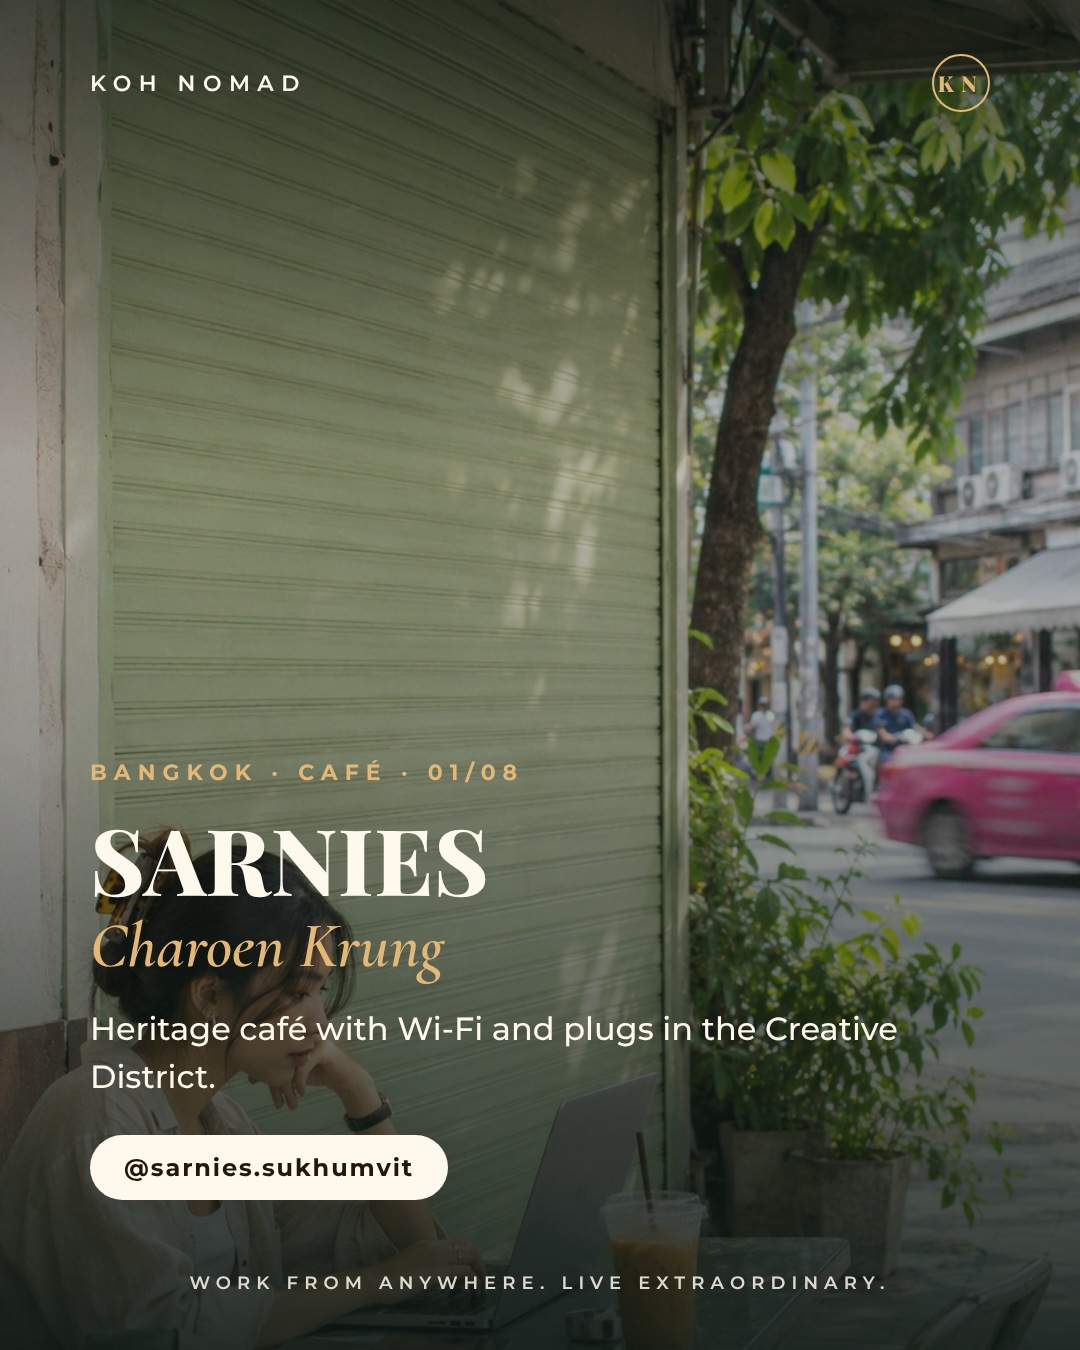 KOH NOMAD
KN
BANGKOK · CAFÉ · 01/08
SARNIES
Charoen Krung
Heritage café with Wi-Fi and plugs in the Creative
District.
@sarnies.sukhumvit
WORK FROM ANYWHERE. LIVE EXTRAORDINARY.